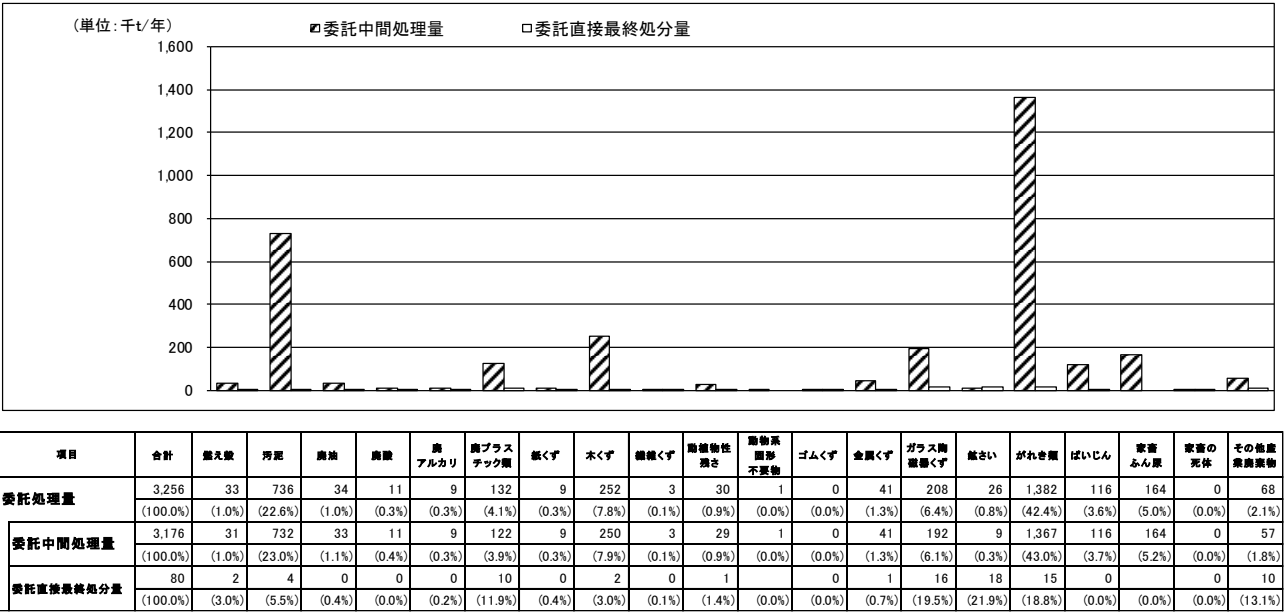 (単位:千t/年) 委託中間処理量 委託直接最終処分量
1,600
1,400
1,200
1,000
800
600
400
200
0
項目 合計 燃え殻 汚泥 廃油 廃酸 廃アルカリ 廃プラスチック類 紙くず 木くず 繊維くず 動植物性残さ 動物系固形不要物 ゴムくず 金属くず ガラス陶磁器くず 鉱さい がれき類 ばいじん 家畜ふん尿 家畜の死体 その他産業廃棄物
委託処理量 3,256 33 736 34 11 9 132 9 252 3 30 1 0 41 208 26 1,382 116 164 0 68
(100.0%) (1.0%) (22.6%) (1.0%) (0.3%) (0.3%) (4.1%) (0.3%) (7.8%) (0.1%) (0.9%) (0.0%) (0.0%) (1.3%) (6.4%) (0.8%) (42.4%) (3.6%) (5.0%) (0.0%) (2.1%)
委託中間処理量 3,176 31 732 33 11 9 122 9 250 3 29 1 0 41 192 9 1,367 116 164 0 57
(100.0%) (1.0%) (23.0%) (1.1%) (0.4%) (0.3%) (3.9%) (0.3%) (7.9%) (0.1%) (0.9%) (0.0%) (0.0%) (1.3%) (6.1%) (0.3%) (43.0%) (3.7%) (5.2%) (0.0%) (1.8%)
委託直接最終処分量 80 2 4 0 0 0 10 0 2 0 1 0 1 16 18 15 0 0 10
(100.0%) (3.0%) (5.5%) (0.4%) (0.0%) (0.2%) (11.9%) (0.4%) (3.0%) (0.1%) (1.4%) (0.0%) (0.0%) (0.7%) (19.5%) (21.9%) (18.8%) (0.0%) (0.0%) (0.0%) (13.1%)